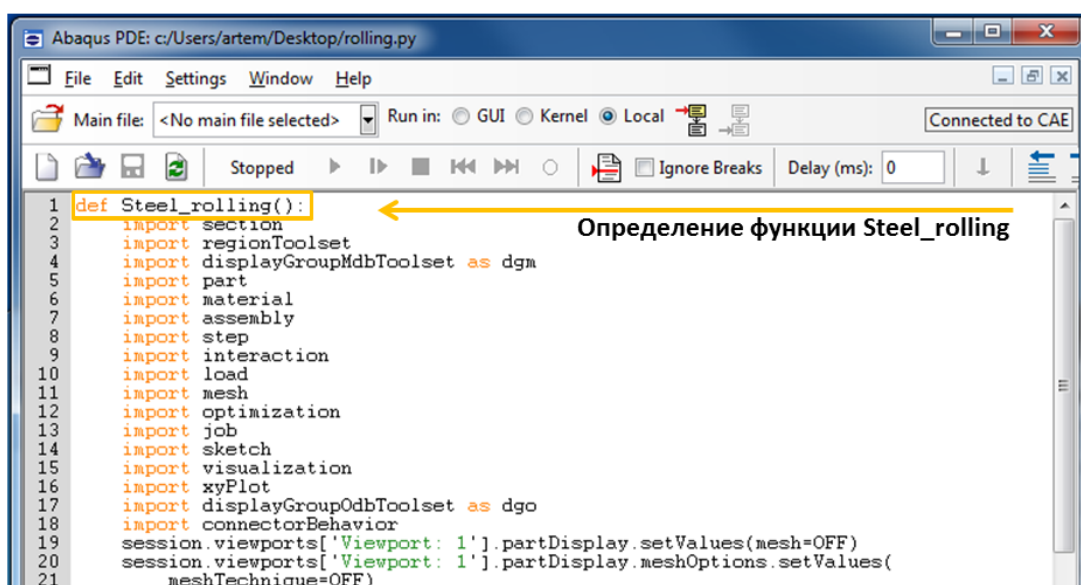 Abaqus PDE: c:/Users/artem/Desktop/rolling.py
File Edit Settings Window Help
Main file: <No main file selected> Run in: GUI Kernel Local Connected to CAE
Stopped Ignore Breaks Delay (ms): 0
1 def Steel_rolling():
Определение функции Steel_rolling
2 import section
3 import regionToolset
4 import displayGroupMdbToolset as dgm
5 import part
6 import material
7 import assembly
8 import step
9 import interaction
10 import load
11 import mesh
12 import optimization
13 import job
14 import sketch
15 import visualization
16 import xyPlot
17 import displayGroupOdbToolset as dgo
18 import connectorBehavior
19 session.viewports['Viewport: 1'].partDisplay.setValues(mesh=OFF)
20 session.viewports['Viewport: 1'].partDisplay.meshOptions.setValues(
21 meshTechnique=OFF)